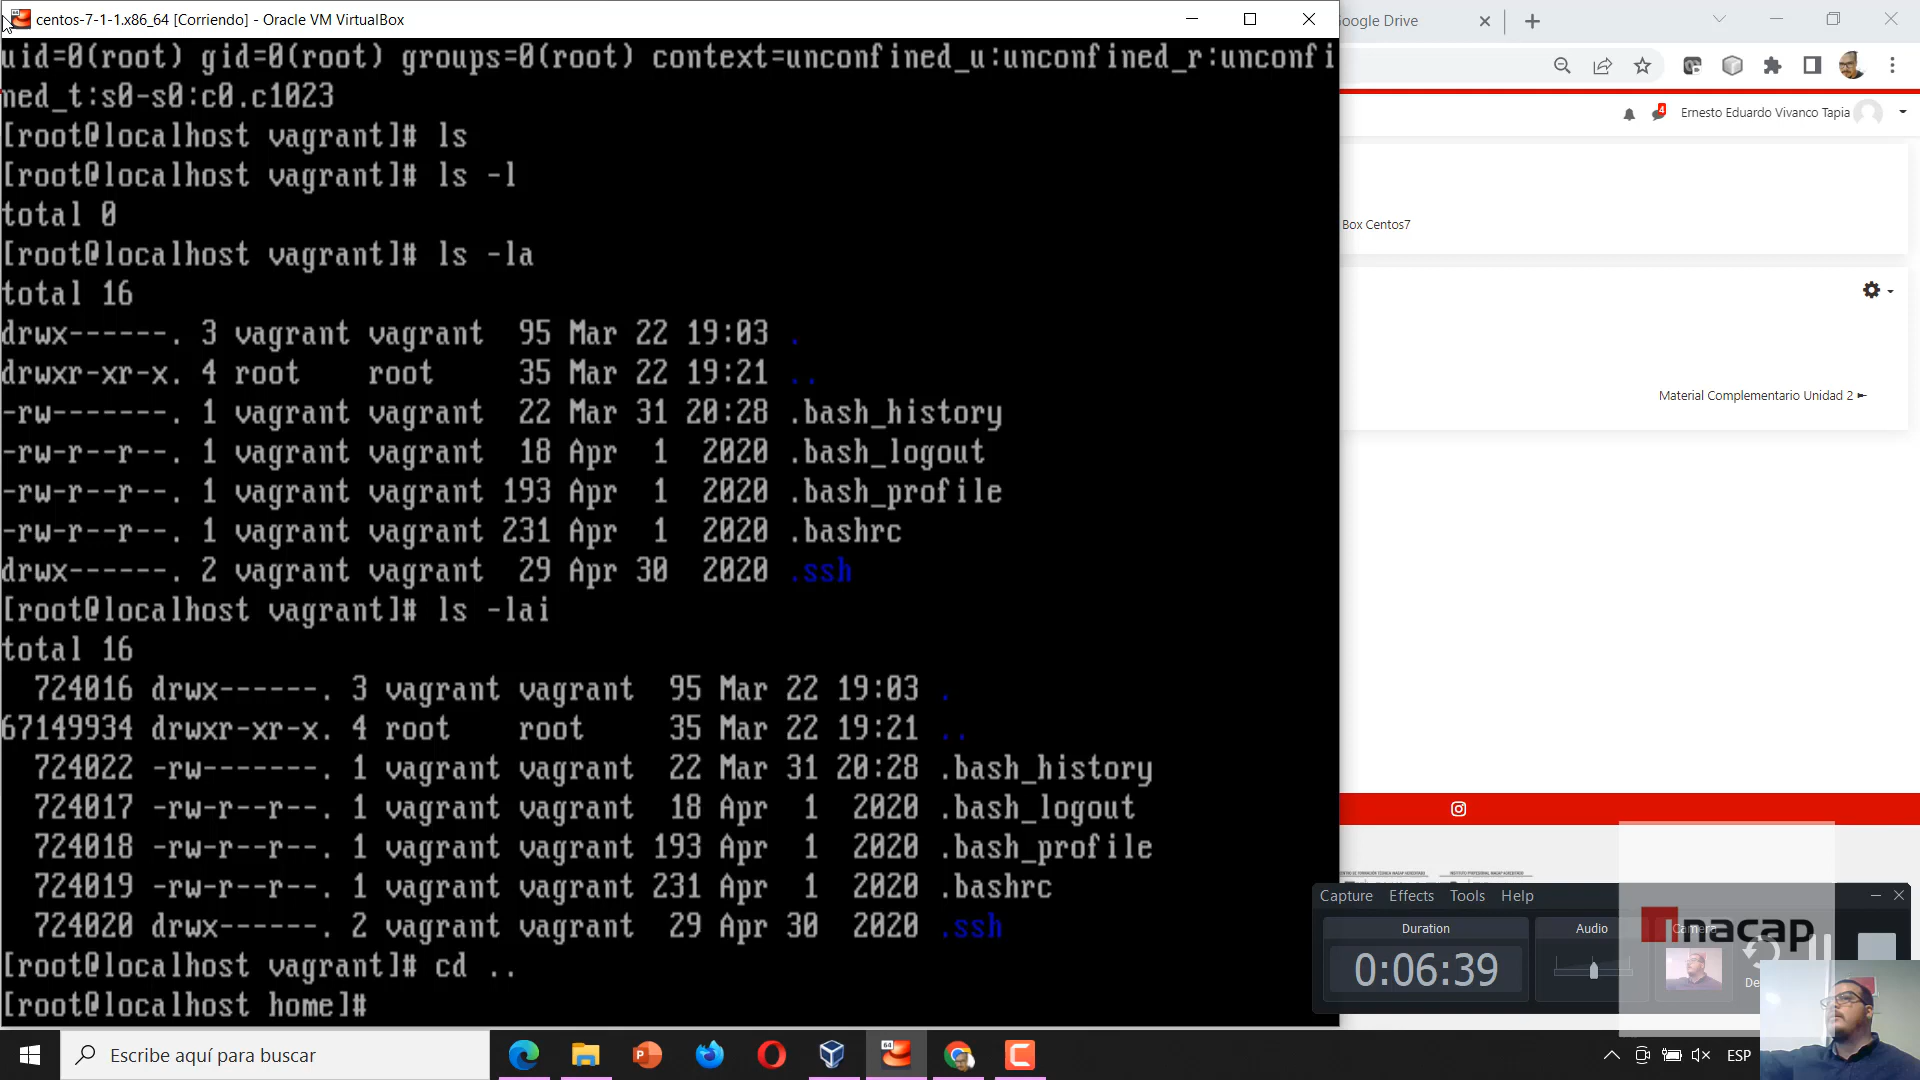 centos-7-1-1.x86_64 [Corriendo] - Oracle VM VirtualBox
uid=0(root) gid=0(root) groups=0(root) context=unconfined_u:unconfined_r:unconfi
ned_t:s0-s0:c0.c1023
[root@localhost vagrant]# ls
[root@localhost vagrant]# ls -l
total 0
[root@localhost vagrant]# ls -la
total 16
drwx------. 3 vagrant vagrant  95 Mar 22 19:03 .
drwxr-xr-x. 4 root    root     35 Mar 22 19:21 ..
-rw-------. 1 vagrant vagrant  22 Mar 31 20:28 .bash_history
-rw-r--r--. 1 vagrant vagrant  18 Apr  1  2020 .bash_logout
-rw-r--r--. 1 vagrant vagrant 193 Apr  1  2020 .bash_profile
-rw-r--r--. 1 vagrant vagrant 231 Apr  1  2020 .bashrc
drwx------. 2 vagrant vagrant  29 Apr 30  2020 .ssh
[root@localhost vagrant]# ls -lai
total 16
  724016 drwx------. 3 vagrant vagrant  95 Mar 22 19:03 .
67149934 drwxr-xr-x. 4 root    root     35 Mar 22 19:21 ..
  724022 -rw-------. 1 vagrant vagrant  22 Mar 31 20:28 .bash_history
  724017 -rw-r--r--. 1 vagrant vagrant  18 Apr  1  2020 .bash_logout
  724018 -rw-r--r--. 1 vagrant vagrant 193 Apr  1  2020 .bash_profile
  724019 -rw-r--r--. 1 vagrant vagrant 231 Apr  1  2020 .bashrc
  724020 drwx------. 2 vagrant vagrant  29 Apr 30  2020 .ssh
[root@localhost vagrant]# cd ..
[root@localhost home]#
oogle Drive
4
Ernesto Eduardo Vivanco Tapia
Box Centos7
Material Complementario Unidad 2 ►
Capture Effects Tools Help
Duration
0:06:39
Audio
inacap
De
Escribe aquí para buscar
64
ESP